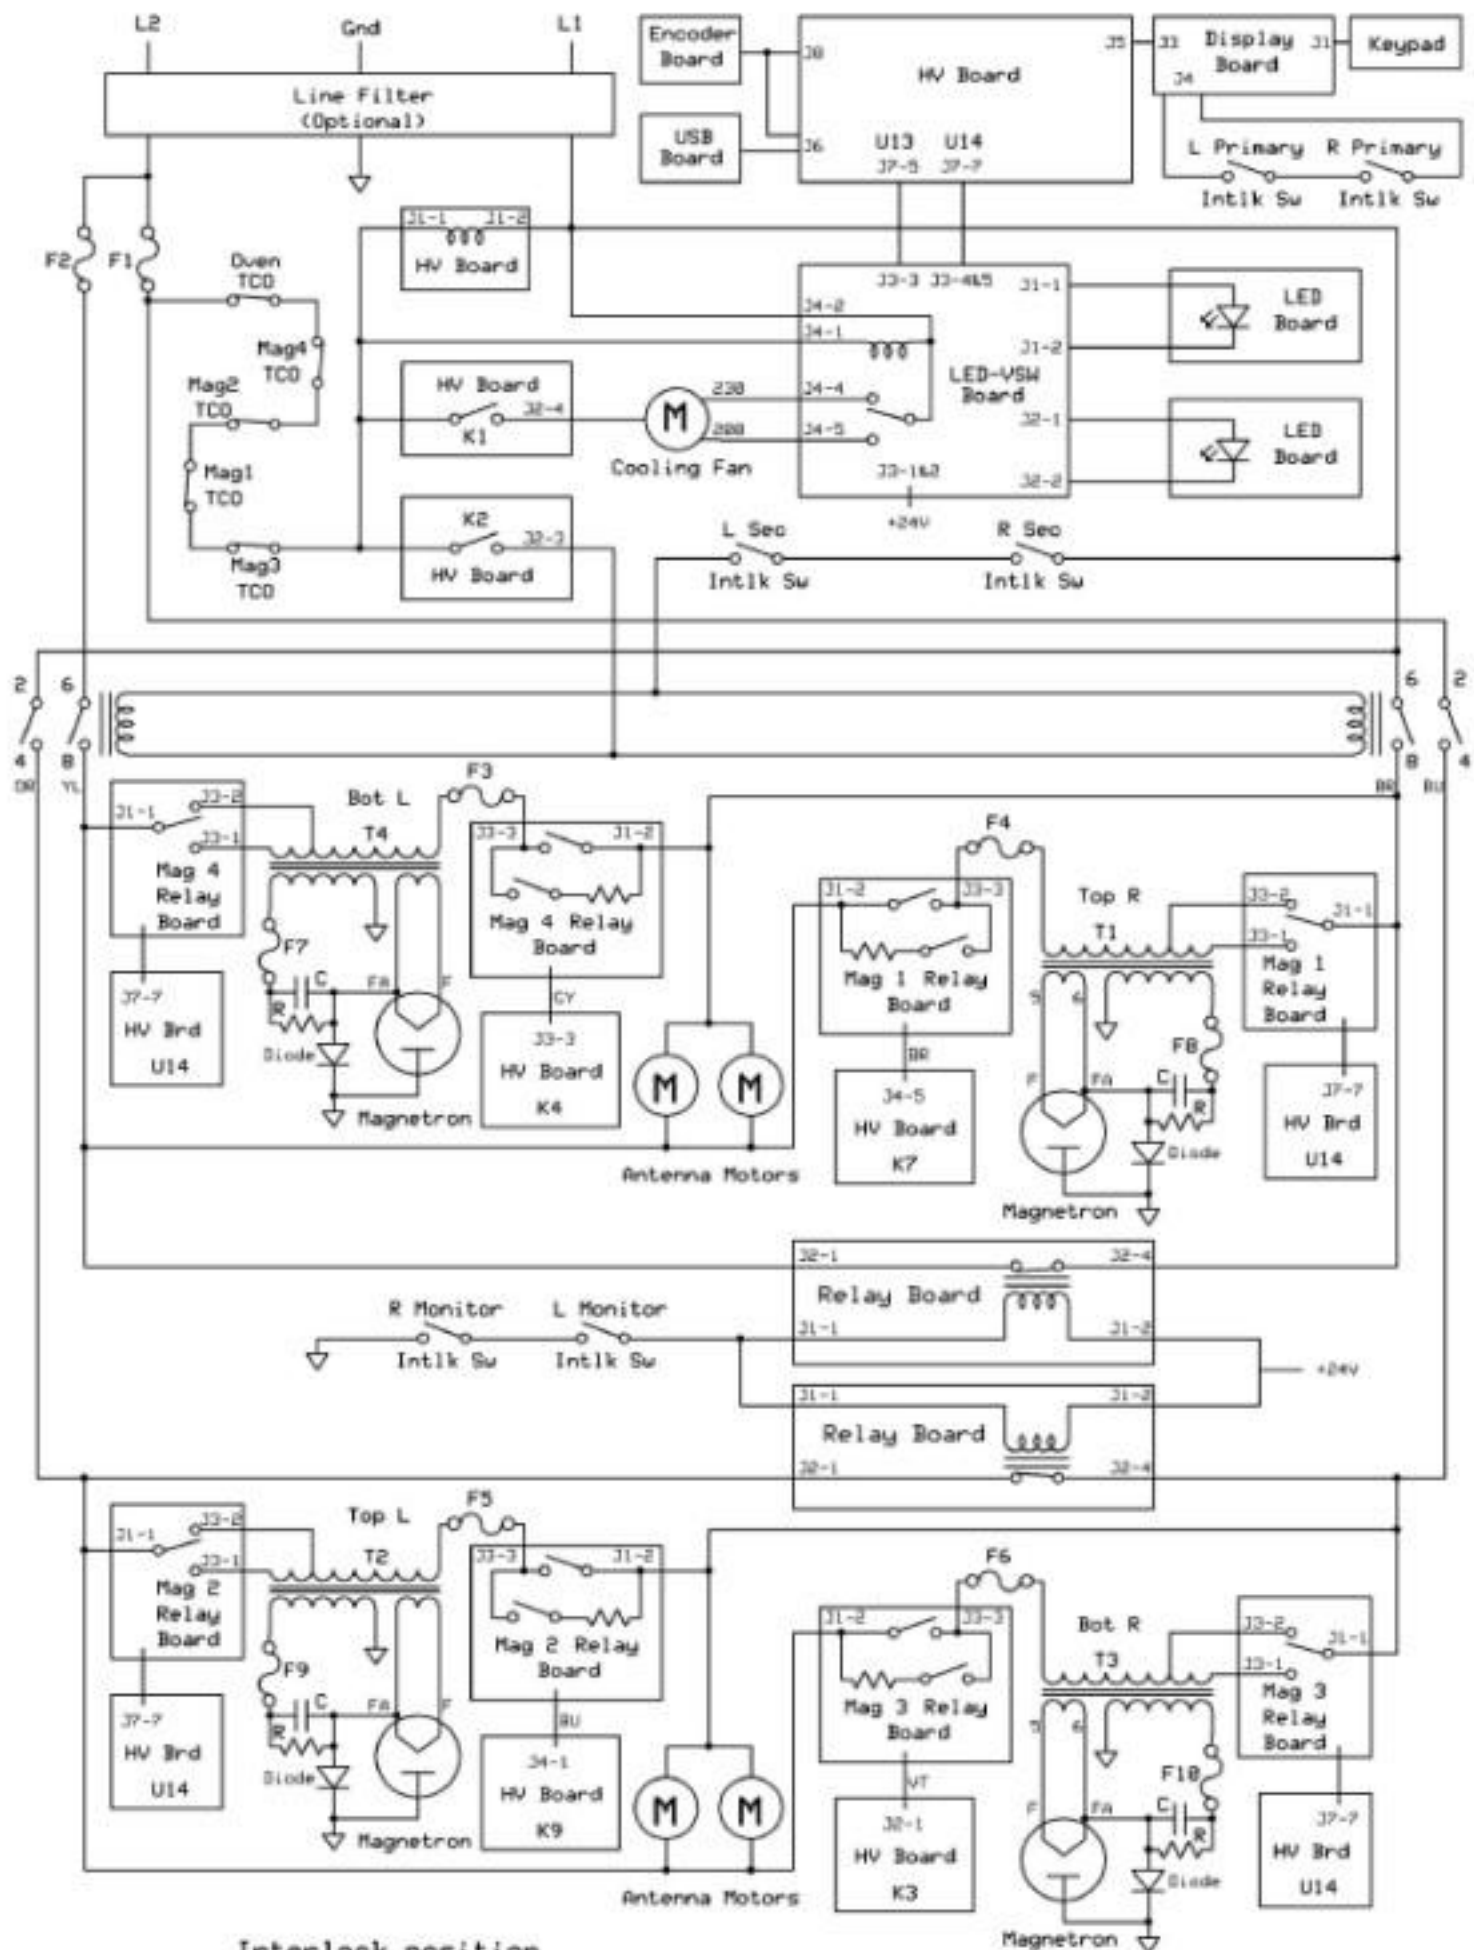 L2
Gnd
L1
Line Filter
(Optional)
Encoder
Board
USB
Board
J8
J6
HV Board
J5
U13 U14
J7-5 J7-7
J3
Display
Board
J1
J4
Keypad
L Primary
Intlk Sw
R Primary
Intlk Sw
F2
F1
Oven
TCO
Mag4
TCO
Mag2
TCO
Mag1
TCO
Mag3
TCO
J1-1 J1-2
HV Board
HV Board
J2-4
K1
K2
J2-3
HV Board
M
230
208
Cooling Fan
J3-3 J3-4&5
J4-2
J4-1
J4-4
J4-5
J1-1
J1-2
LED-VSW
Board
J2-1
J2-2
J3-1&2
+24V
LED
Board
LED
Board
L Sec
Intlk Sw
R Sec
Intlk Sw
2 6
4 8
OR YL
6 2
8 4
BR BU
J1-1
J3-2
J3-1
Mag 4
Relay
Board
J7-7
HV Brd
U14
Bot L
T4
F3
F7
C
R
FA F
Diode
Magnetron
J3-3 J1-2
Mag 4 Relay
Board
GY
J3-3
HV Board
K4
M M
Antenna Motors
F4
J1-2 J3-3
Mag 1 Relay
Board
OR
J4-5
HV Board
K7
Top R
T1
5 6
F FA
F8
C
R
Diode
Magnetron
J3-2
J1-1
J3-1
Mag 1
Relay
Board
J7-7
HV Brd
U14
J2-1 J2-4
Relay Board
J1-1 J1-2
R Monitor
Intlk Sw
L Monitor
Intlk Sw
+24V
J1-1 J1-2
Relay Board
J2-1 J2-4
J1-1
J3-2
J3-1
Mag 2
Relay
Board
J7-7
HV Brd
U14
Top L
T2
F5
F9
C
R
FA F
Diode
Magnetron
J3-3 J1-2
Mag 2 Relay
Board
BU
J4-1
HV Board
K9
M M
Antenna Motors
F6
J1-2 J3-3
Mag 3 Relay
Board
VT
J2-1
HV Board
K3
Bot R
T3
5 6
F FA
F10
C
R
Diode
Magnetron
J3-2
J1-1
J3-1
Mag 3
Relay
Board
J7-7
HV Brd
U14
Interlock position